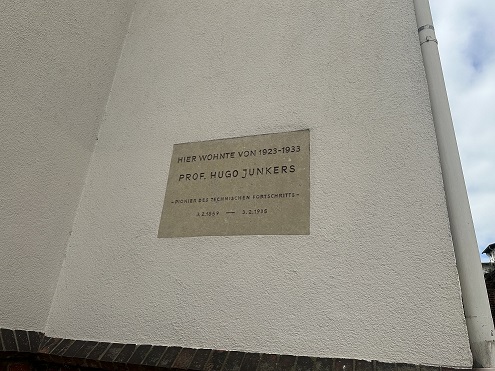 HIER WOHNTE VON 1923-1933
PROF. HUGO JUNKERS
-PIONIER DES TECHNISCHEN FORTSCHRITTS-
3.2.1859 — 3.2.1935